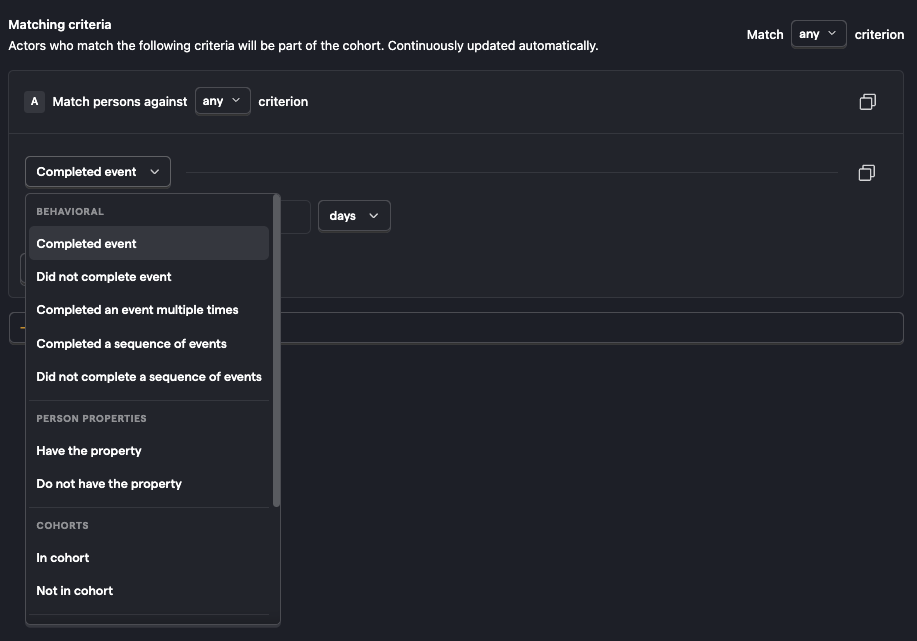 Matching criteria
Actors who match the following criteria will be part of the cohort. Continuously updated automatically.
Match any criterion
A Match persons against any criterion
Completed event
days
BEHAVIORAL
Completed event
Did not complete event
Completed an event multiple times
Completed a sequence of events
Did not complete a sequence of events
PERSON PROPERTIES
Have the property
Do not have the property
COHORTS
In cohort
Not in cohort